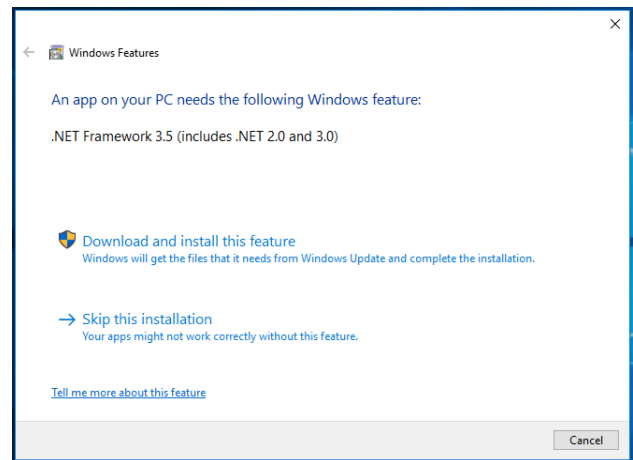 Windows Features
An app on your PC needs the following Windows feature:
.NET Framework 3.5 (includes .NET 2.0 and 3.0)
Download and install this feature
Windows will get the files that it needs from Windows Update and complete the installation.
Skip this installation
Your apps might not work correctly without this feature.
Tell me more about this feature
Cancel